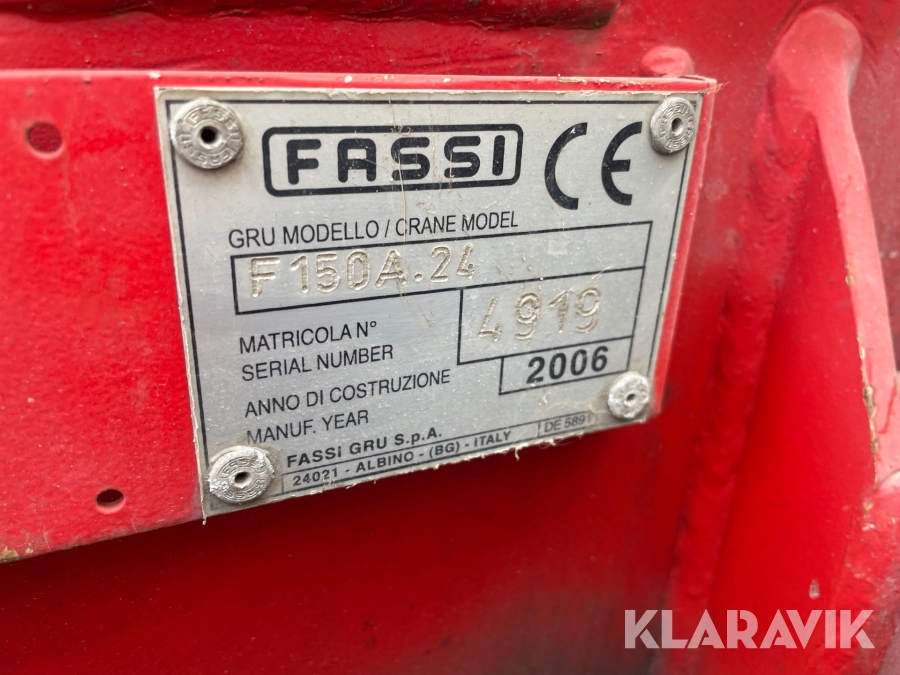 FASSI CE
GRU MODELLO / CRANE MODEL
F150A.24
MATRICOLA N°
SERIAL NUMBER
4919
ANNO DI COSTRUZIONE
MANUF. YEAR
2006
FASSI GRU S.p.A.
24021 - ALBINO - (BG) - ITALY
DE 5891
KLARAVIK